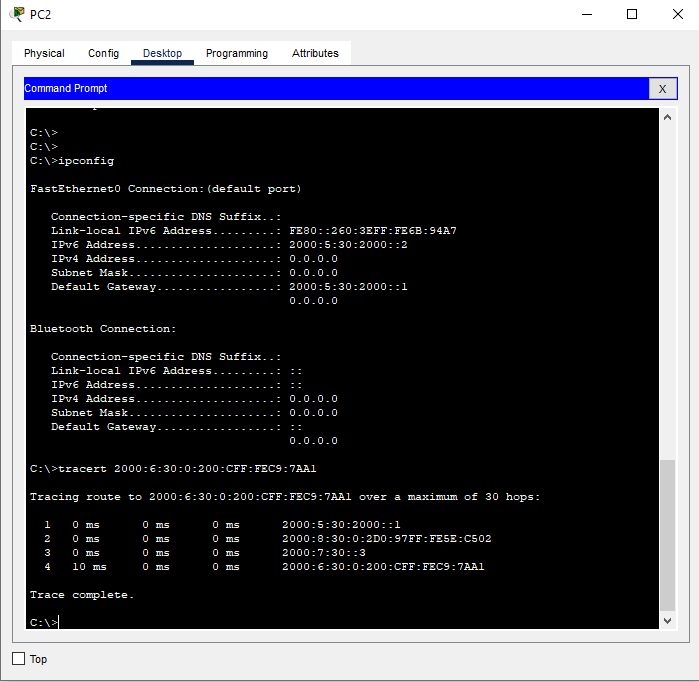 PC2
Physical Config Desktop Programming Attributes
Command Prompt X
C:\>
C:\>
C:\>ipconfig
FastEthernet0 Connection:(default port)
Connection-specific DNS Suffix..:
Link-local IPv6 Address.........: FE80::260:3EFF:FE6B:94A7
IPv6 Address....................: 2000:5:30:2000::2
IPv4 Address....................: 0.0.0.0
Subnet Mask.....................: 0.0.0.0
Default Gateway.................: 2000:5:30:2000::1
0.0.0.0
Bluetooth Connection:
Connection-specific DNS Suffix..:
Link-local IPv6 Address.........: ::
IPv6 Address....................: ::
IPv4 Address....................: 0.0.0.0
Subnet Mask.....................: 0.0.0.0
Default Gateway.................: ::
0.0.0.0
C:\>tracert 2000:6:30:0:200:CFF:FEC9:7AA1
Tracing route to 2000:6:30:0:200:CFF:FEC9:7AA1 over a maximum of 30 hops:
1 0 ms 0 ms 0 ms 2000:5:30:2000::1
2 0 ms 0 ms 0 ms 2000:8:30:0:2D0:97FF:FE5E:C502
3 0 ms 0 ms 0 ms 2000:7:30::3
4 10 ms 0 ms 0 ms 2000:6:30:0:200:CFF:FEC9:7AA1
Trace complete.
C:\>
Top